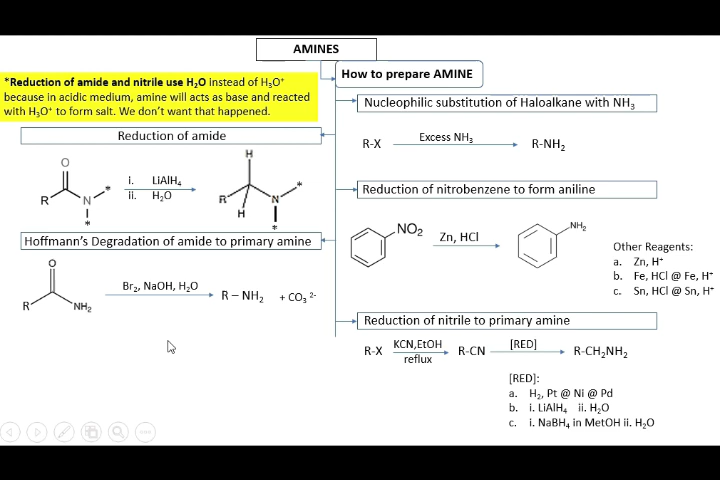 AMINES
How to prepare AMINE
*Reduction of amide and nitrile use H₂O instead of H₃O⁺
because in acidic medium, amine will acts as base and reacted
with H₃O⁺ to form salt. We don't want that happened.
Nucleophilic substitution of Haloalkane with NH₃
R-X Excess NH₃ R-NH₂
Reduction of amide
O
R N * *
i. LiAlH₄
ii. H₂O
H
R N * *
H
Reduction of nitrobenzene to form aniline
NO₂ Zn, HCl NH₂
Other Reagents:
a. Zn, H⁺
b. Fe, HCl @ Fe, H⁺
c. Sn, HCl @ Sn, H⁺
Hoffmann's Degradation of amide to primary amine
O
R NH₂
Br₂, NaOH, H₂O
R – NH₂ + CO₃ ²⁻
Reduction of nitrile to primary amine
R-X KCN,EtOH R-CN [RED] R-CH₂NH₂
reflux
[RED]:
a. H₂, Pt @ Ni @ Pd
b. i. LiAlH₄ ii. H₂O
c. i. NaBH₄ in MetOH ii. H₂O